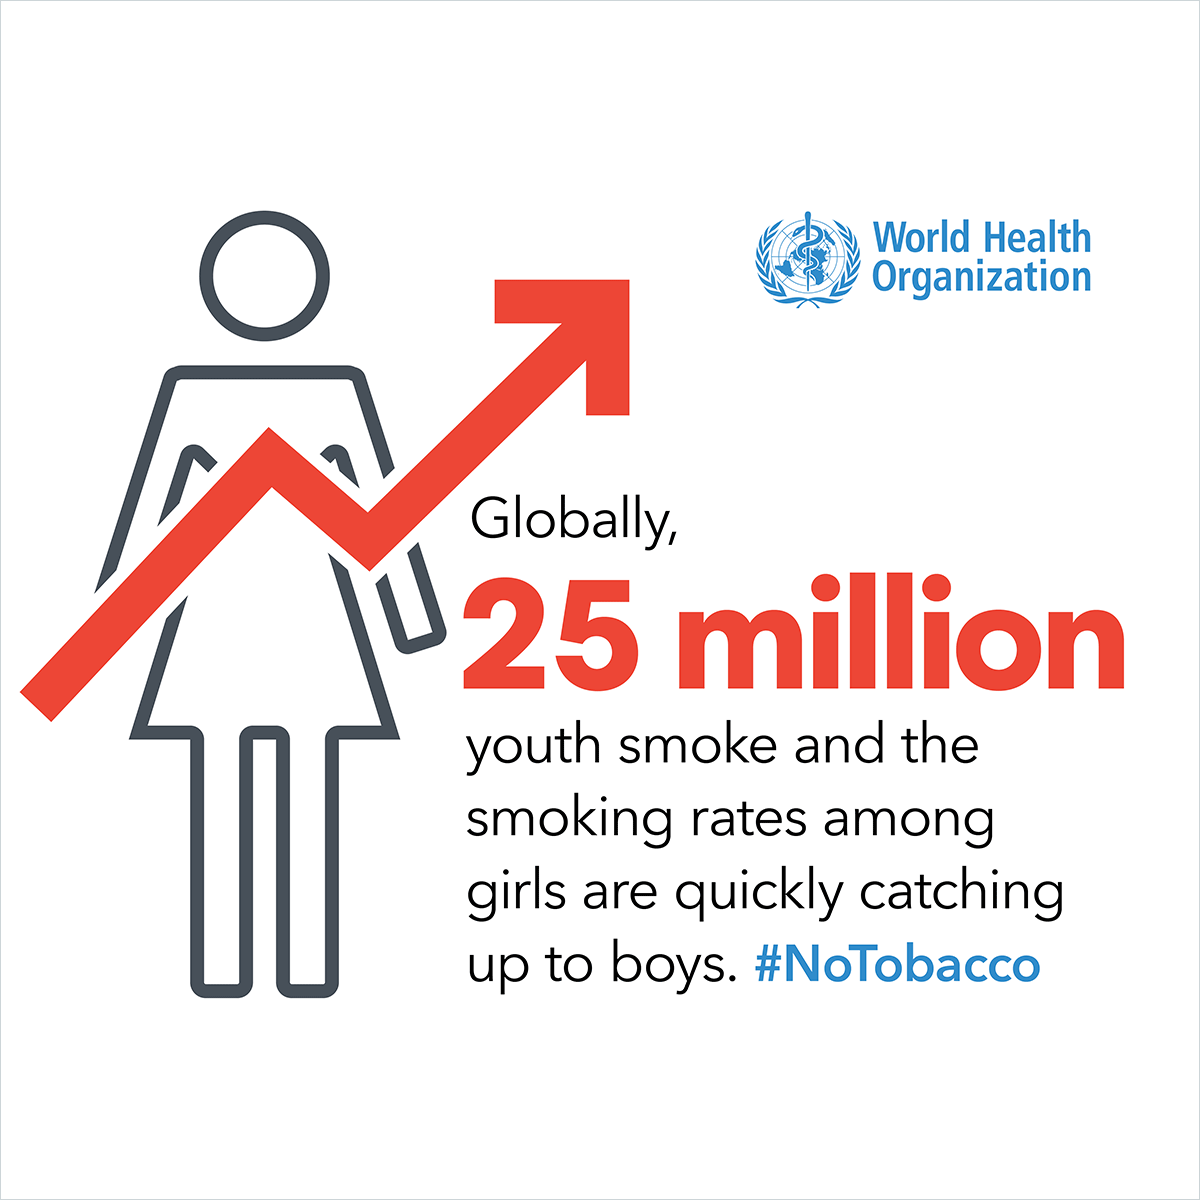 World Health
Organization
Globally,
25 million
youth smoke and the
smoking rates among
girls are quickly catching
up to boys. #NoTobacco